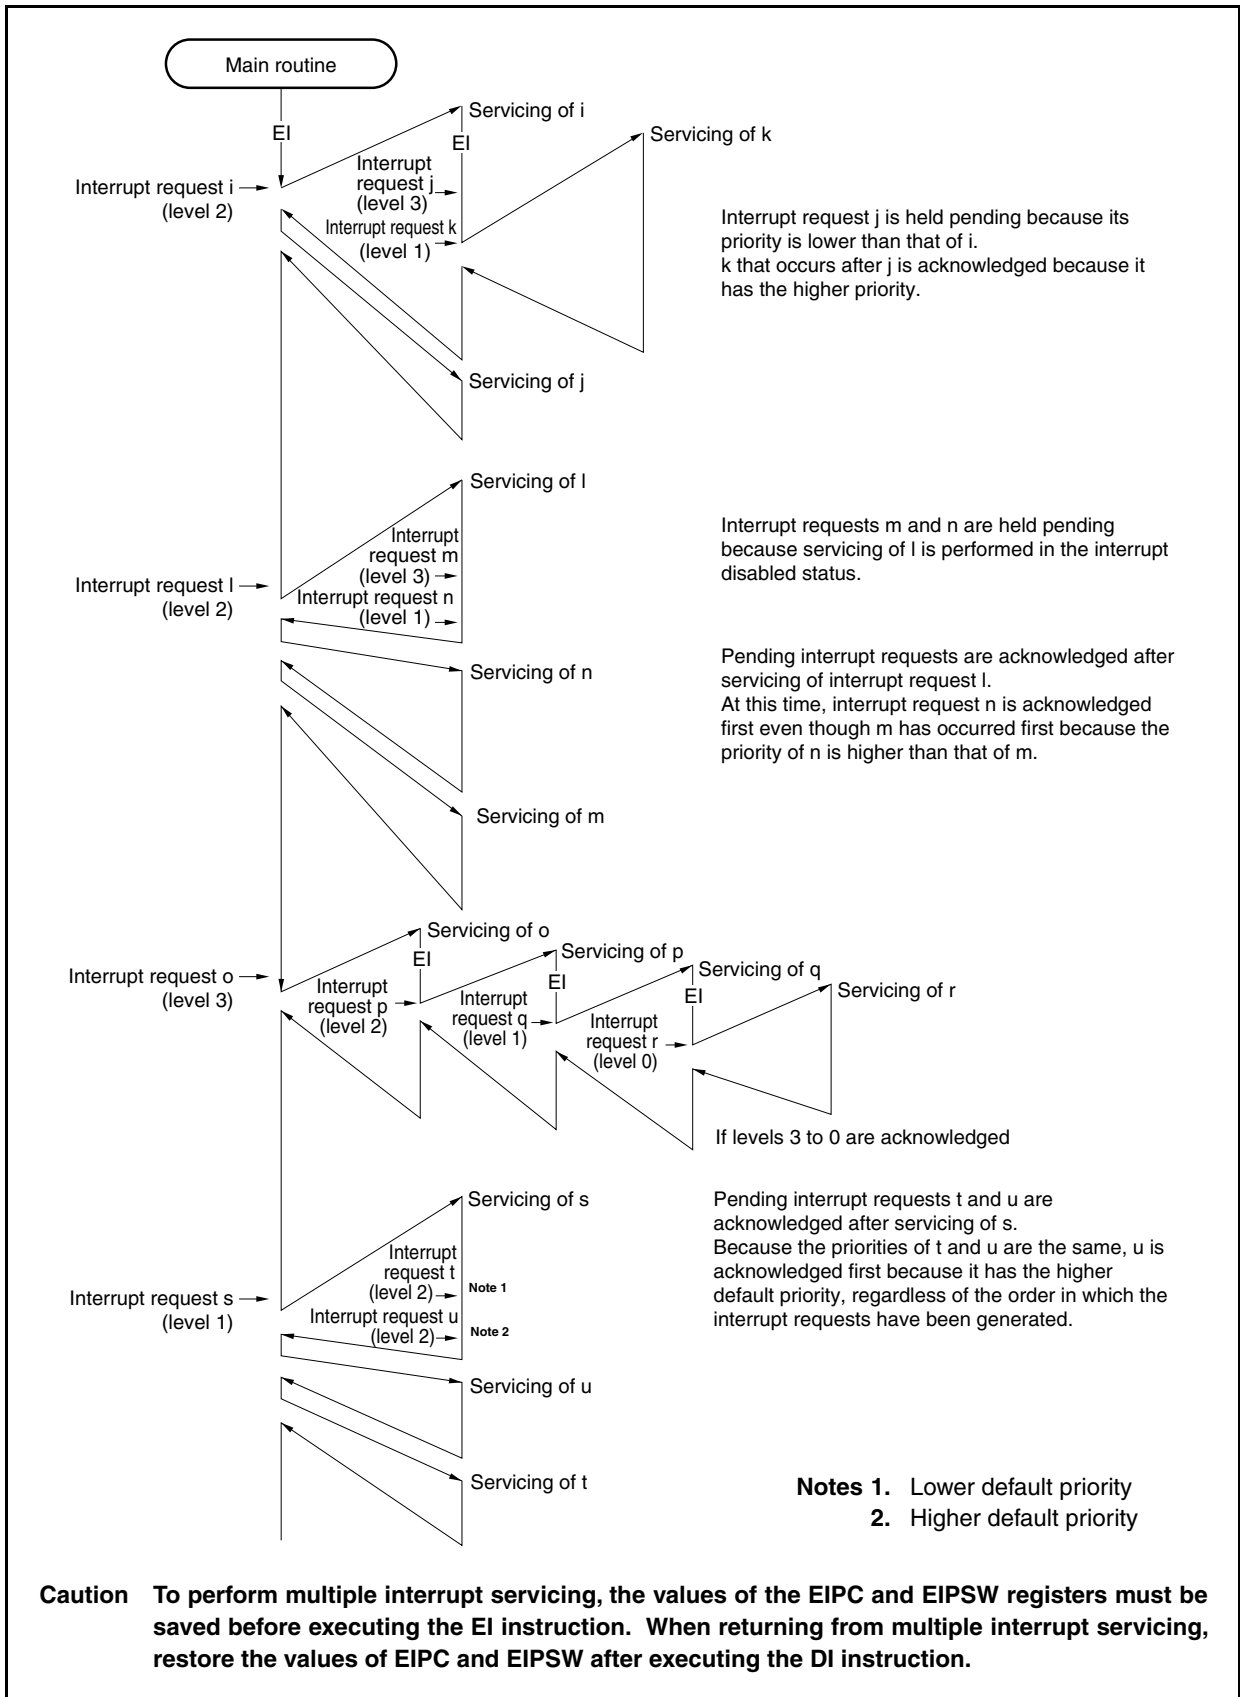 Main routine
EI
Servicing of i
EI
Servicing of k
Interrupt
request j
(level 3)
Interrupt request i
(level 2)
Interrupt request k
(level 1)
Interrupt request j is held pending because its
priority is lower than that of i.
k that occurs after j is acknowledged because it
has the higher priority.
Servicing of j
Servicing of l
Interrupt
request m
(level 3)
Interrupt request l
(level 2)
Interrupt request n
(level 1)
Interrupt requests m and n are held pending
because servicing of l is performed in the interrupt
disabled status.
Servicing of n
Pending interrupt requests are acknowledged after
servicing of interrupt request l.
At this time, interrupt request n is acknowledged
first even though m has occurred first because the
priority of n is higher than that of m.
Servicing of m
Servicing of o
EI
Servicing of p
EI
Servicing of q
EI
Servicing of r
Interrupt request o
(level 3)
Interrupt
request p
(level 2)
Interrupt
request q
(level 1)
Interrupt
request r
(level 0)
If levels 3 to 0 are acknowledged
Servicing of s
Interrupt
request t
(level 2)
Note 1
Interrupt request s
(level 1)
Interrupt request u
(level 2)
Note 2
Pending interrupt requests t and u are
acknowledged after servicing of s.
Because the priorities of t and u are the same, u is
acknowledged first because it has the higher
default priority, regardless of the order in which the
interrupt requests have been generated.
Servicing of u
Servicing of t
Notes 1. Lower default priority
2. Higher default priority
Caution To perform multiple interrupt servicing, the values of the EIPC and EIPSW registers must be
saved before executing the EI instruction. When returning from multiple interrupt servicing,
restore the values of EIPC and EIPSW after executing the DI instruction.